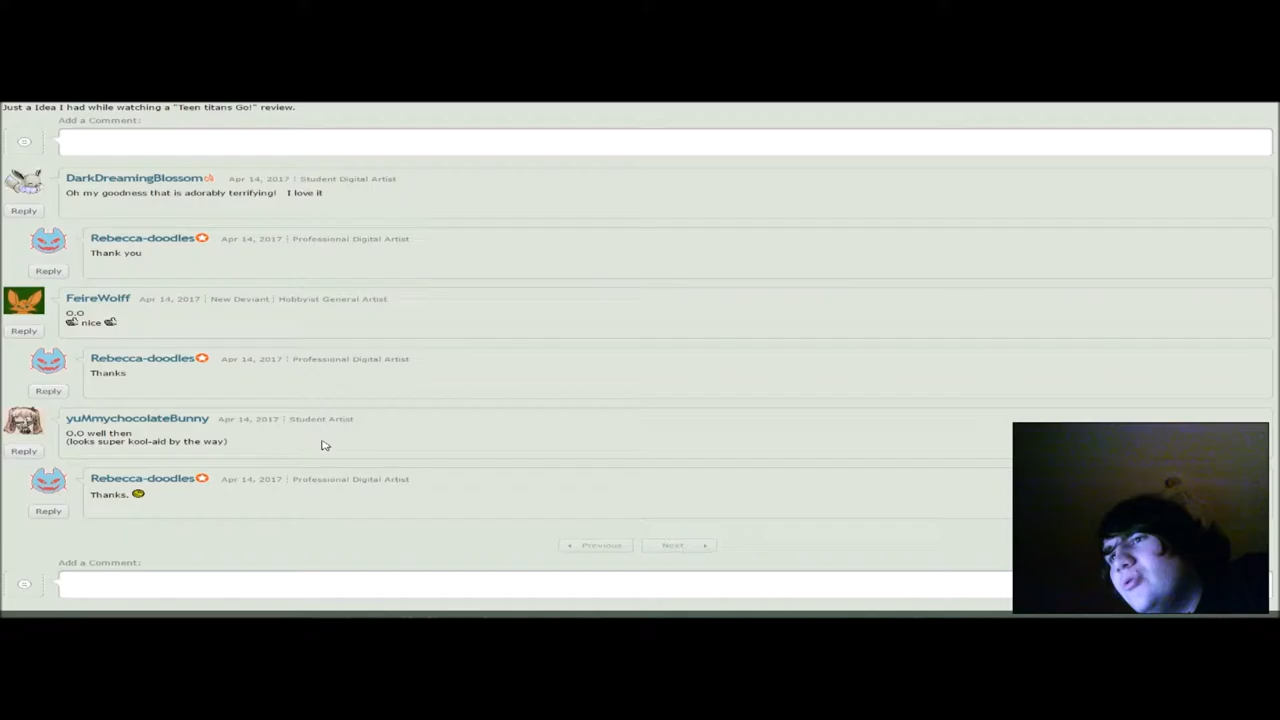 Just a Idea I had while watching a "Teen titans Go!" review.
Add a Comment:
DarkDreamingBlossom Apr 14, 2017 | Student Digital Artist
Oh my goodness that is adorably terrifying! I love it
Reply
Rebecca-doodles Apr 14, 2017 | Professional Digital Artist
Thank you
Reply
FeireWolff Apr 14, 2017 | New Deviant | Hobbyist General Artist
O.O
nice
Reply
Rebecca-doodles Apr 14, 2017 | Professional Digital Artist
Thanks
Reply
yuMmychocolateBunny Apr 14, 2017 | Student Artist
O.O well then
(looks super kool-aid by the way)
Reply
Rebecca-doodles Apr 14, 2017 | Professional Digital Artist
Thanks.
Reply
Previous Next
Add a Comment: